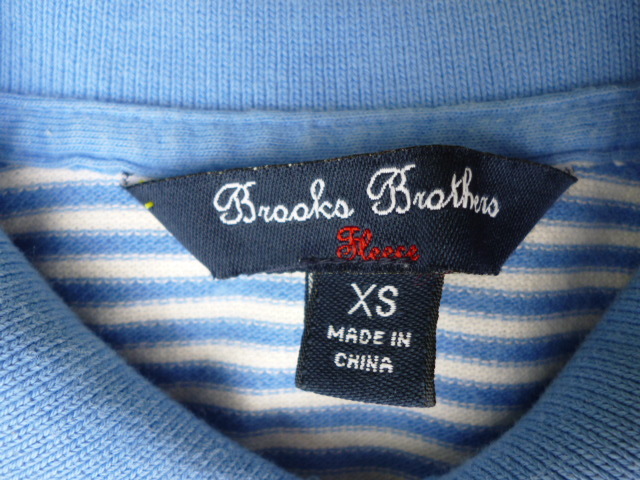 Brooks Brothers
Fleece
XS
MADE IN
CHINA